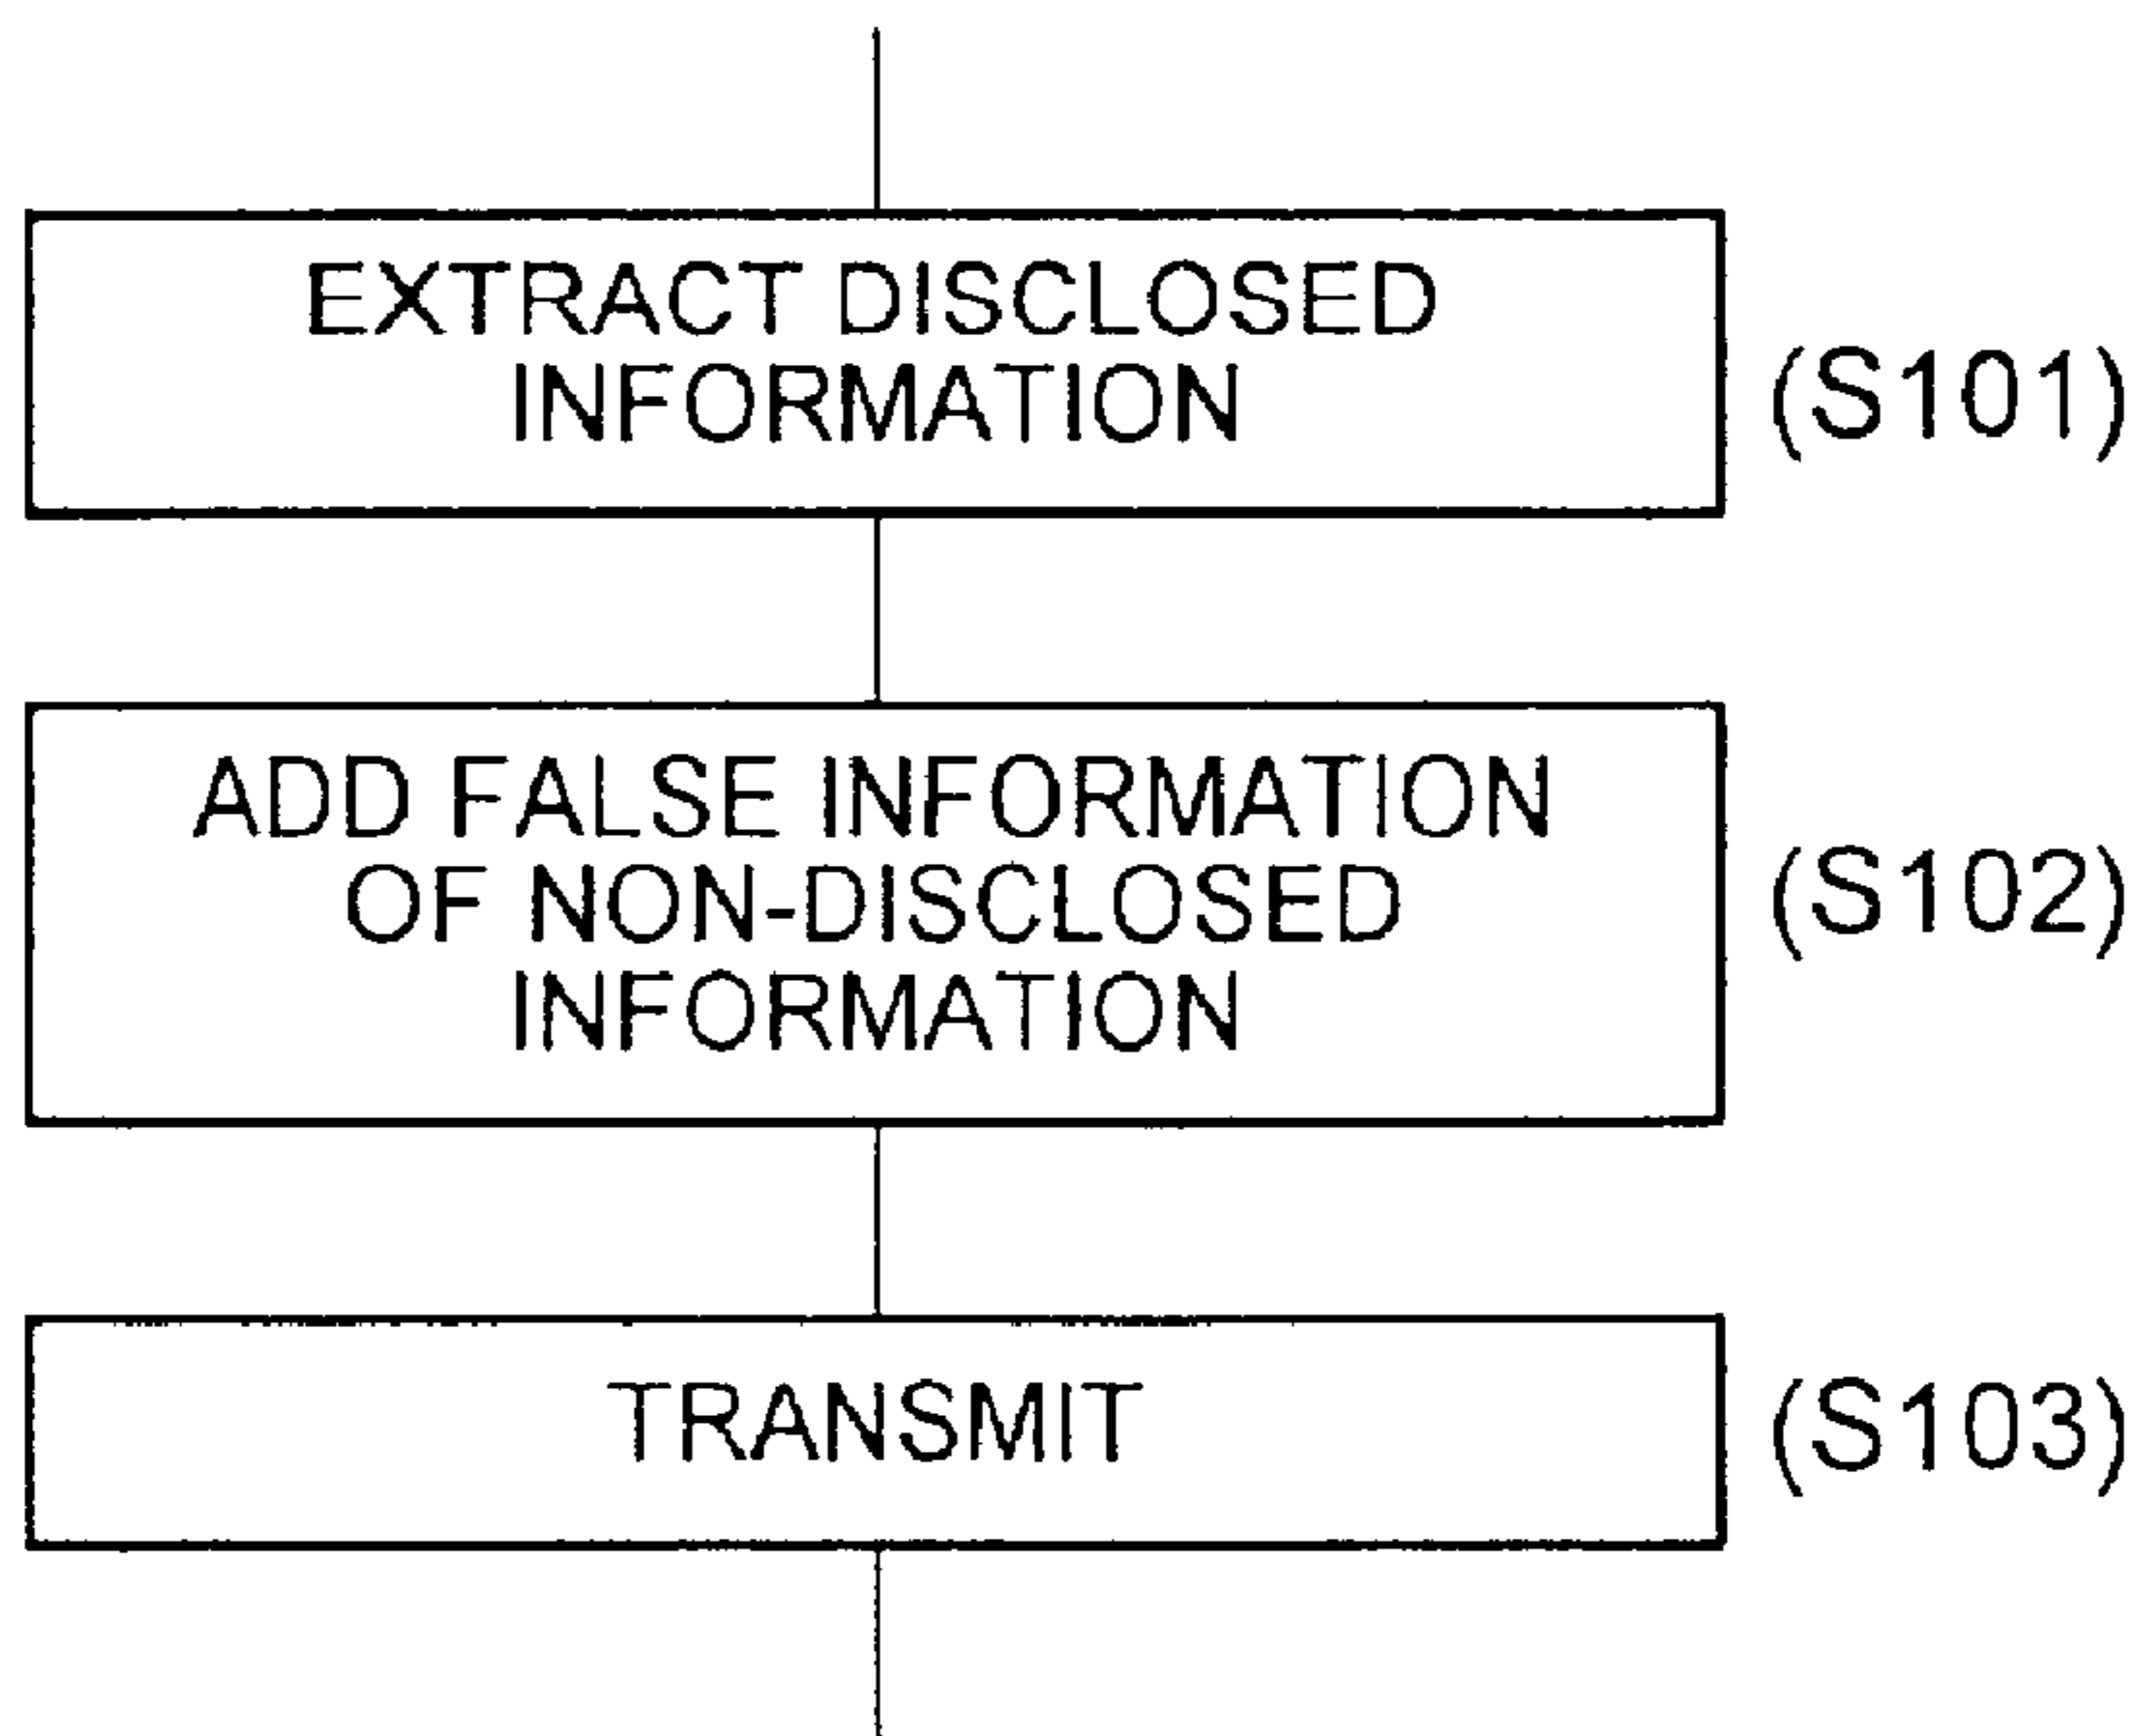 EXTRACT DISCLOSED
INFORMATION
(S101)
ADD FALSE INFORMATION
OF NON-DISCLOSED
INFORMATION
(S102)
TRANSMIT
(S103)